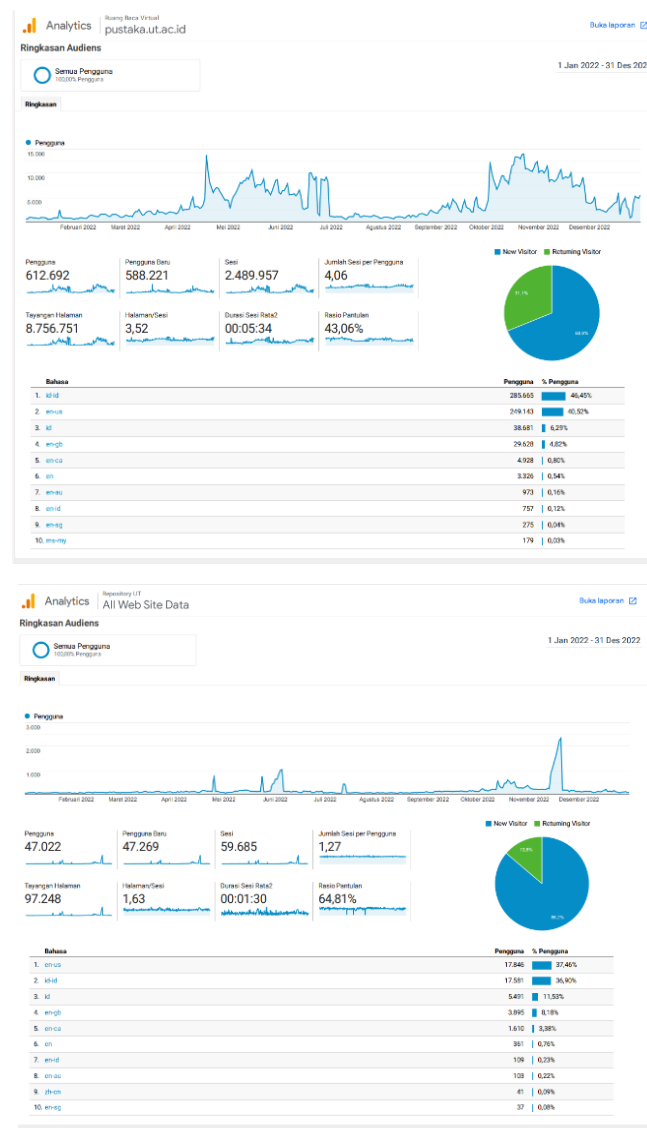 Analytics
Ruang Baca Virtual
pustaka.ut.ac.id
Buka laporan
Ringkasan Audiens
Semua Pengguna
100,00% Pengguna
1 Jan 2022 - 31 Des 202
Ringkasan
Pengguna
15.000
10.000
5.000
Februari 2022 Maret 2022 April 2022 Mei 2022 Juni 2022 Juli 2022 Agustus 2022 September 2022 Oktober 2022 November 2022 Desember 2022
New Visitor Returning Visitor
Pengguna Pengguna Baru Sesi Jumlah Sesi per Pengguna
612.692 588.221 2.489.957 4,06
Tayangan Halaman Halaman/Sesi Durasi Sesi Rata2 Rasio Pantulan
8.756.751 3,52 00:05:34 43,06%
Bahasa Pengguna % Pengguna
1. id-id 285.665 46,45%
2. en-us 249.143 40,52%
3. id 38.681 6,29%
4. en-gb 29.628 4,82%
5. en-ca 4.928 0,80%
6. en 3.326 0,54%
7. en-au 973 0,16%
8. en-id 757 0,12%
9. en-sg 275 0,04%
10. ms-my 179 0,03%
Analytics
Repository UT
All Web Site Data
Buka laporan
Ringkasan Audiens
Semua Pengguna
100,00% Pengguna
1 Jan 2022 - 31 Des 2022
Ringkasan
Pengguna
3.000
2.000
1.000
Februari 2022 Maret 2022 April 2022 Mei 2022 Juni 2022 Juli 2022 Agustus 2022 September 2022 Oktober 2022 November 2022 Desember 2022
New Visitor Returning Visitor
Pengguna Pengguna Baru Sesi Jumlah Sesi per Pengguna
47.022 47.269 59.685 1,27
Tayangan Halaman Halaman/Sesi Durasi Sesi Rata2 Rasio Pantulan
97.248 1,63 00:01:30 64,81%
Bahasa Pengguna % Pengguna
1. en-us 17.846 37,46%
2. id-id 17.581 36,90%
3. id 5.491 11,53%
4. en-gb 3.895 8,18%
5. en-ca 1.610 3,38%
6. en 361 0,76%
7. en-id 109 0,23%
8. en-au 103 0,22%
9. zh-cn 41 0,09%
10. en-sg 37 0,08%